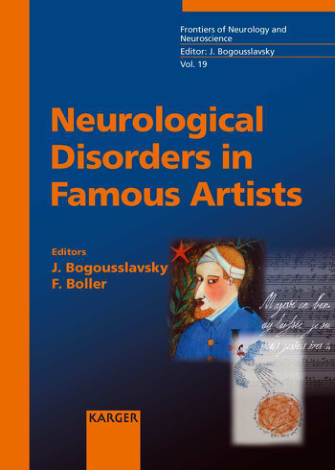 Frontiers of Neurology and
Neuroscience
Editor: J. Bogousslavsky
Vol. 19
Neurological
Disorders in
Famous Artists
Editors
J. Bogousslavsky
F. Boller
KARGER